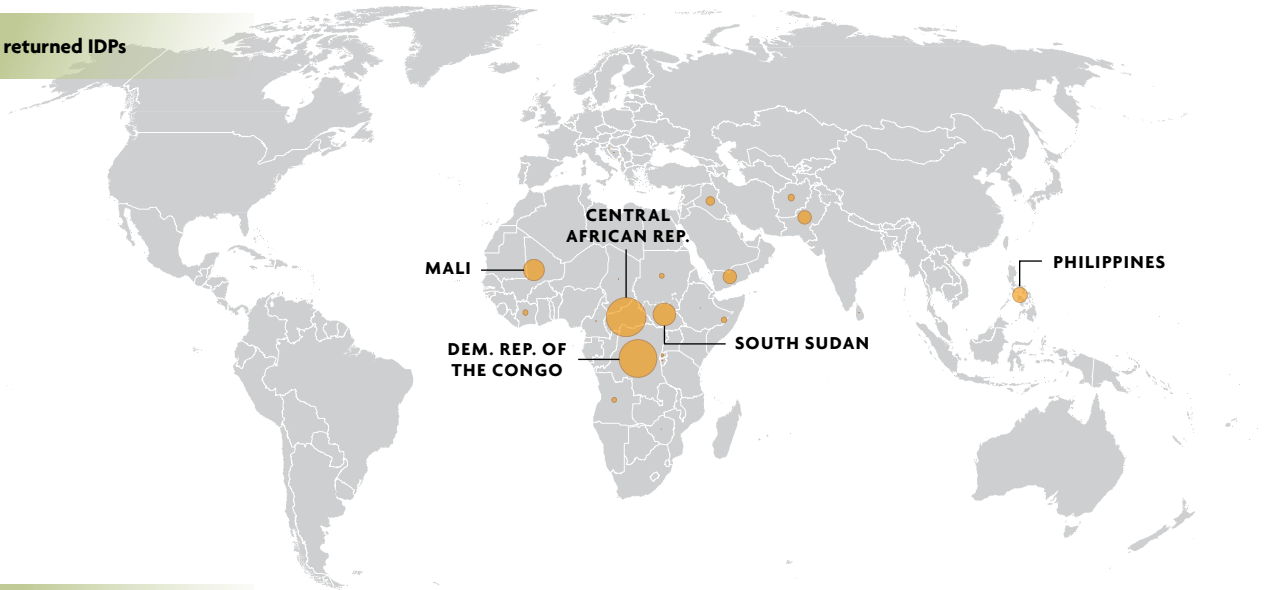 returned IDPs
CENTRAL
AFRICAN REP.
MALI
PHILIPPINES
DEM. REP. OF
THE CONGO
SOUTH SUDAN